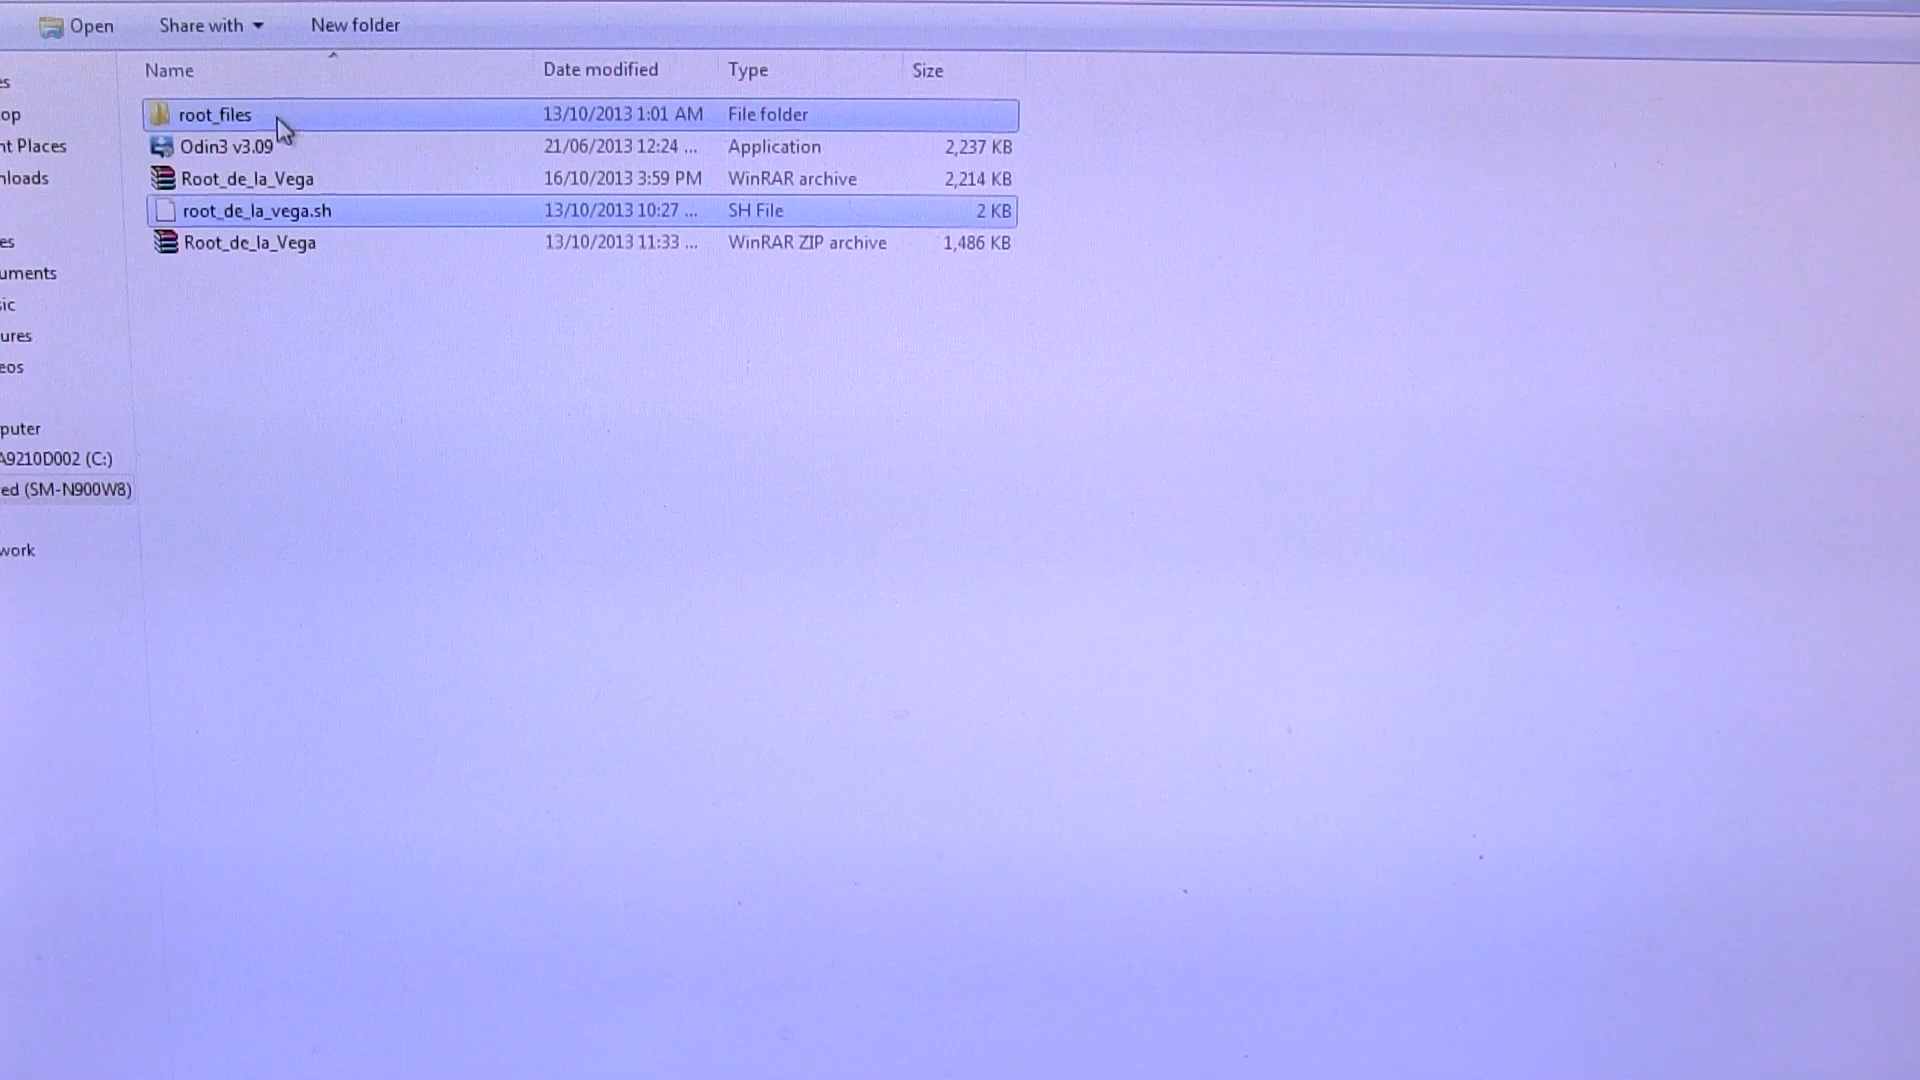 Open Share with New folder
Name Date modified Type Size
root_files 13/10/2013 1:01 AM File folder
Odin3 v3.09 21/06/2013 12:24 ... Application 2,237 KB
Root_de_la_Vega 16/10/2013 3:59 PM WinRAR archive 2,214 KB
root_de_la_vega.sh 13/10/2013 10:27 ... SH File 2 KB
Root_de_la_Vega 13/10/2013 11:33 ... WinRAR ZIP archive 1,486 KB
es
op
nt Places
nloads
es
uments
sic
ures
eos
puter
A9210D002 (C:)
ed (SM-N900W8)
work